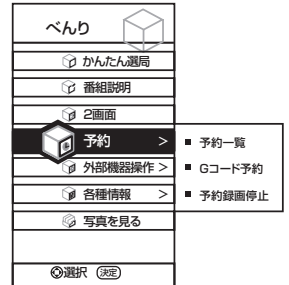 べんり
かんたん選局
番組説明
2画面
予約 >
外部機器操作 >
各種情報 >
写真を見る
選択 決定
■ 予約一覧
■ Gコード予約
■ 予約録画停止